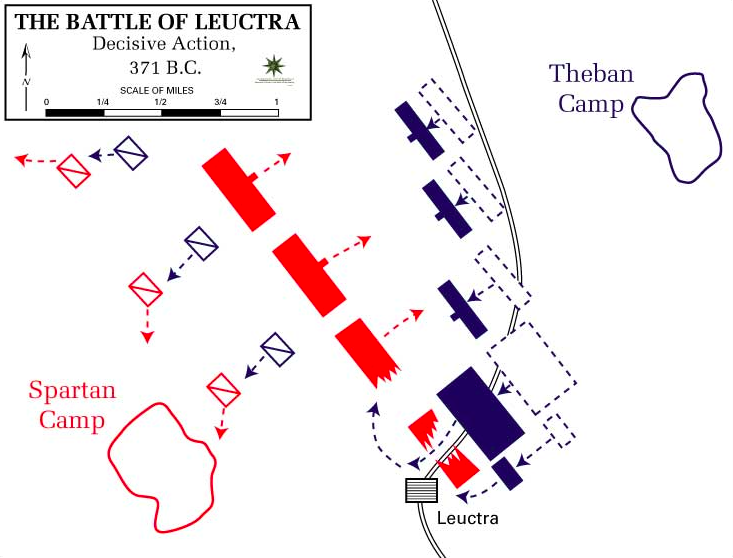 THE BATTLE OF LEUCTRA
Decisive Action,
371 B.C.
N
SCALE OF MILES
0 1/4 1/2 3/4 1
Theban
Camp
Spartan
Camp
Leuctra